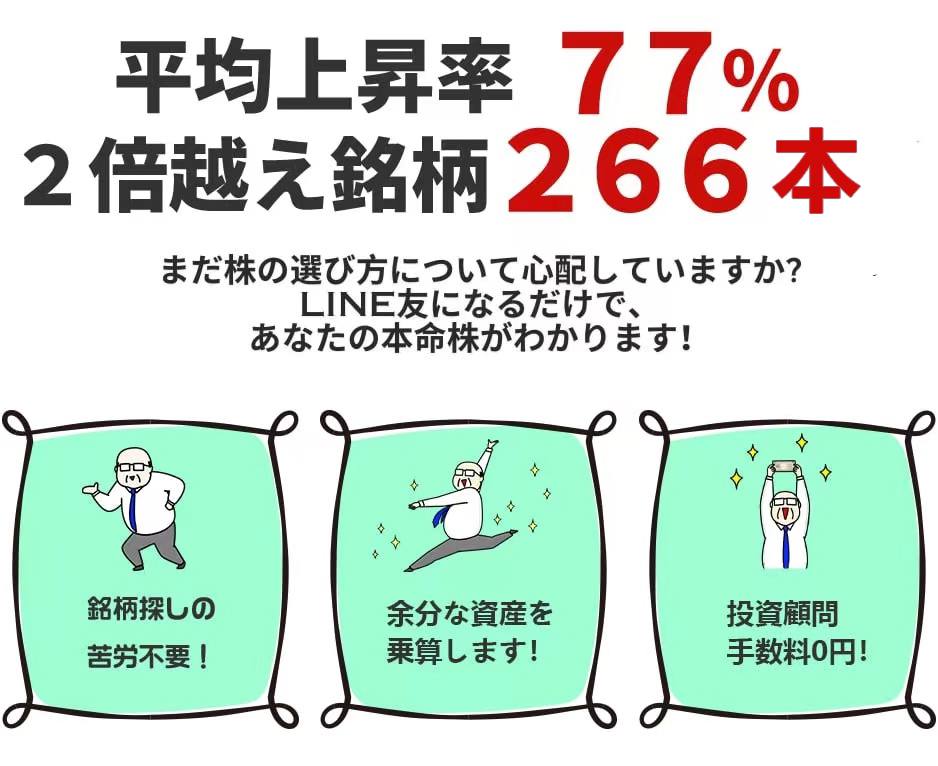 平均上昇率 77%
２倍越え銘柄266本
まだ株の選び方について心配していますか?
LINE友になるだけで、
あなたの本命株がわかります!
銘柄探しの
苦労不要！
余分な資産を
乗算します!
投資顧問
手数料0円!